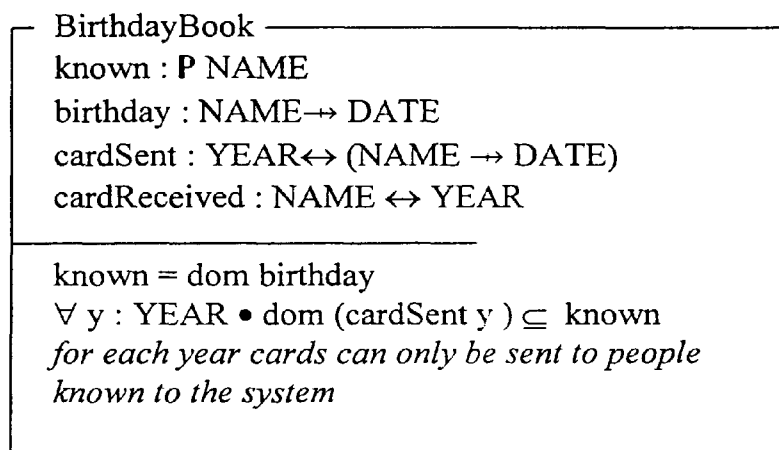 BirthdayBook
known : P NAME
birthday : NAME⇸ DATE
cardSent : YEAR↔ (NAME ⇸ DATE)
cardReceived : NAME ↔ YEAR
known = dom birthday
∀ y : YEAR • dom (cardSent y ) ⊆ known
for each year cards can only be sent to people
known to the system